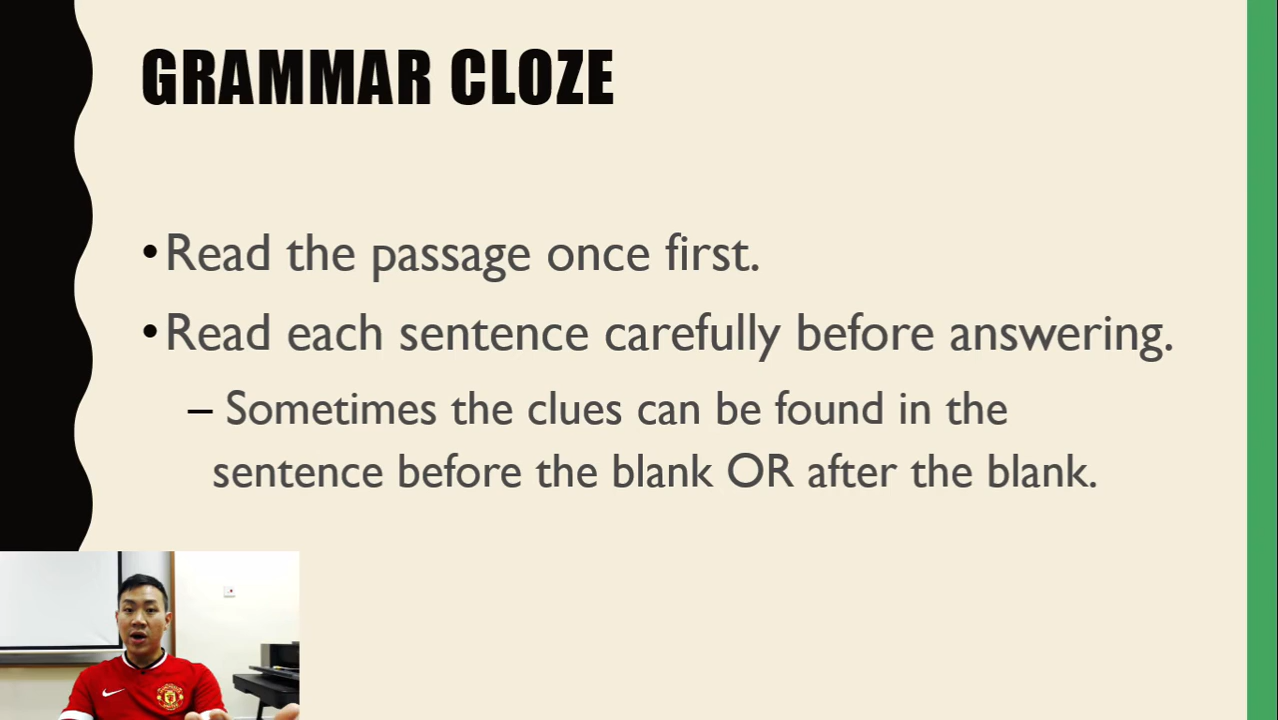 GRAMMAR CLOZE
•Read the passage once first.
•Read each sentence carefully before answering.
– Sometimes the clues can be found in the
sentence before the blank OR after the blank.